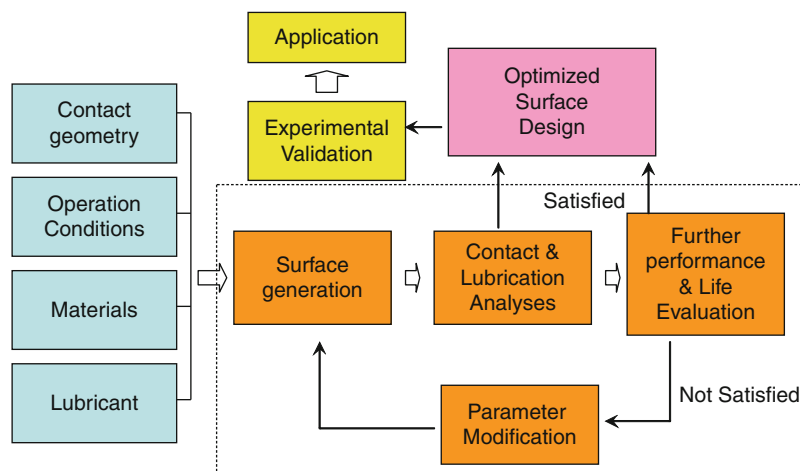 Application
Optimized
Surface
Design
Contact
geometry
Experimental
Validation
Operation
Conditions
Satisfied
Surface
generation
Contact &
Lubrication
Analyses
Further
performance
& Life
Evaluation
Materials
Lubricant
Parameter
Modification
Not Satisfied